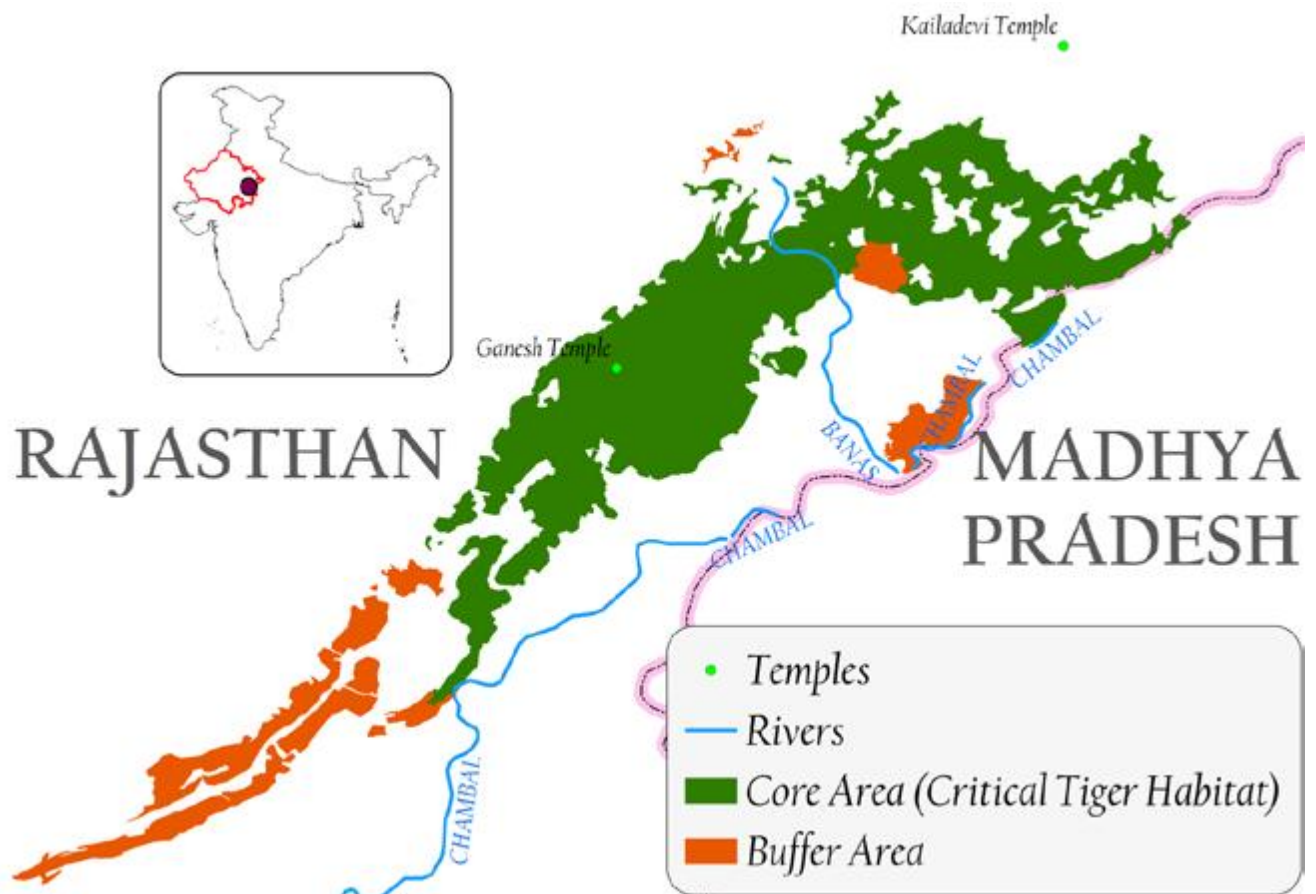 Kailadevi Temple
Ganesh Temple
RAJASTHAN
CHAMBAL
CHAMBAL
BANAS
MADHYA
PRADESH
CHAMBAL
CHAMBAL
Temples
Rivers
Core Area (Critical Tiger Habitat)
Buffer Area